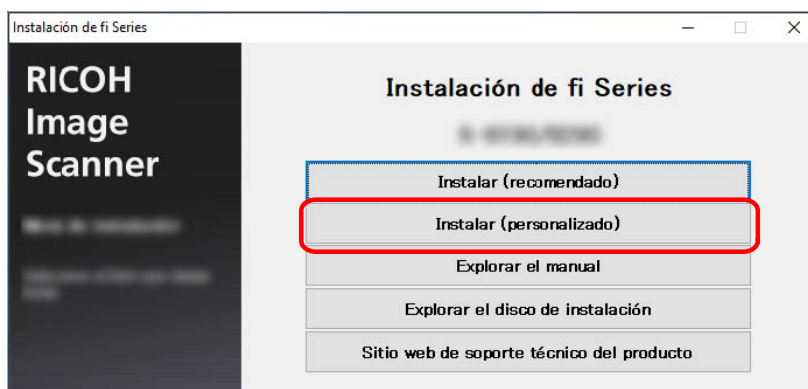 Instalación de fi Series
RICOH
Image
Scanner
Instalación de fi Series
Instalar (recomendado)
Instalar (personalizado)
Explorar el manual
Explorar el disco de instalación
Sitio web de soporte técnico del producto